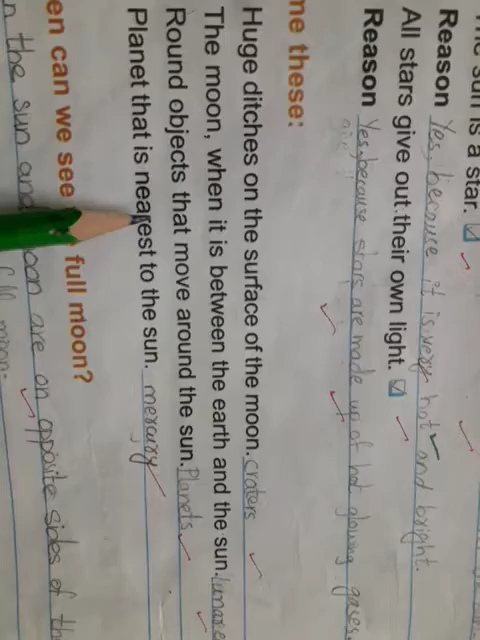 The sun is a star.
Reason Yes, because it is very hot and bright.
All stars give out their own light.
Reason Yes, because stars are made up of hot glowing gases.
me these:
Huge ditches on the surface of the moon. craters
The moon, when it is between the earth and the sun. lunar e
Round objects that move around the sun. Planets
Planet that is nearest to the sun. mercury
en can we see full moon?
n the sun and oon are on opposite sides of th
moon.